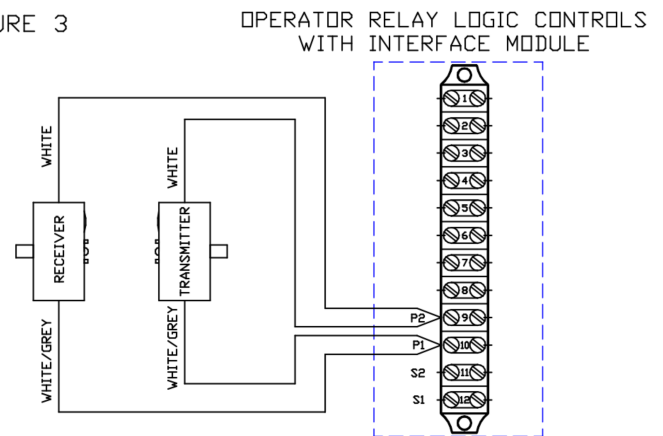 URE 3
OPERATOR RELAY LOGIC CONTROLS
WITH INTERFACE MODULE
WHITE
WHITE
RECEIVER
TRANSMITTER
WHITE/GREY
WHITE/GREY
1
2
3
4
5
6
7
8
P2 9
P1 10
S2 11
S1 12